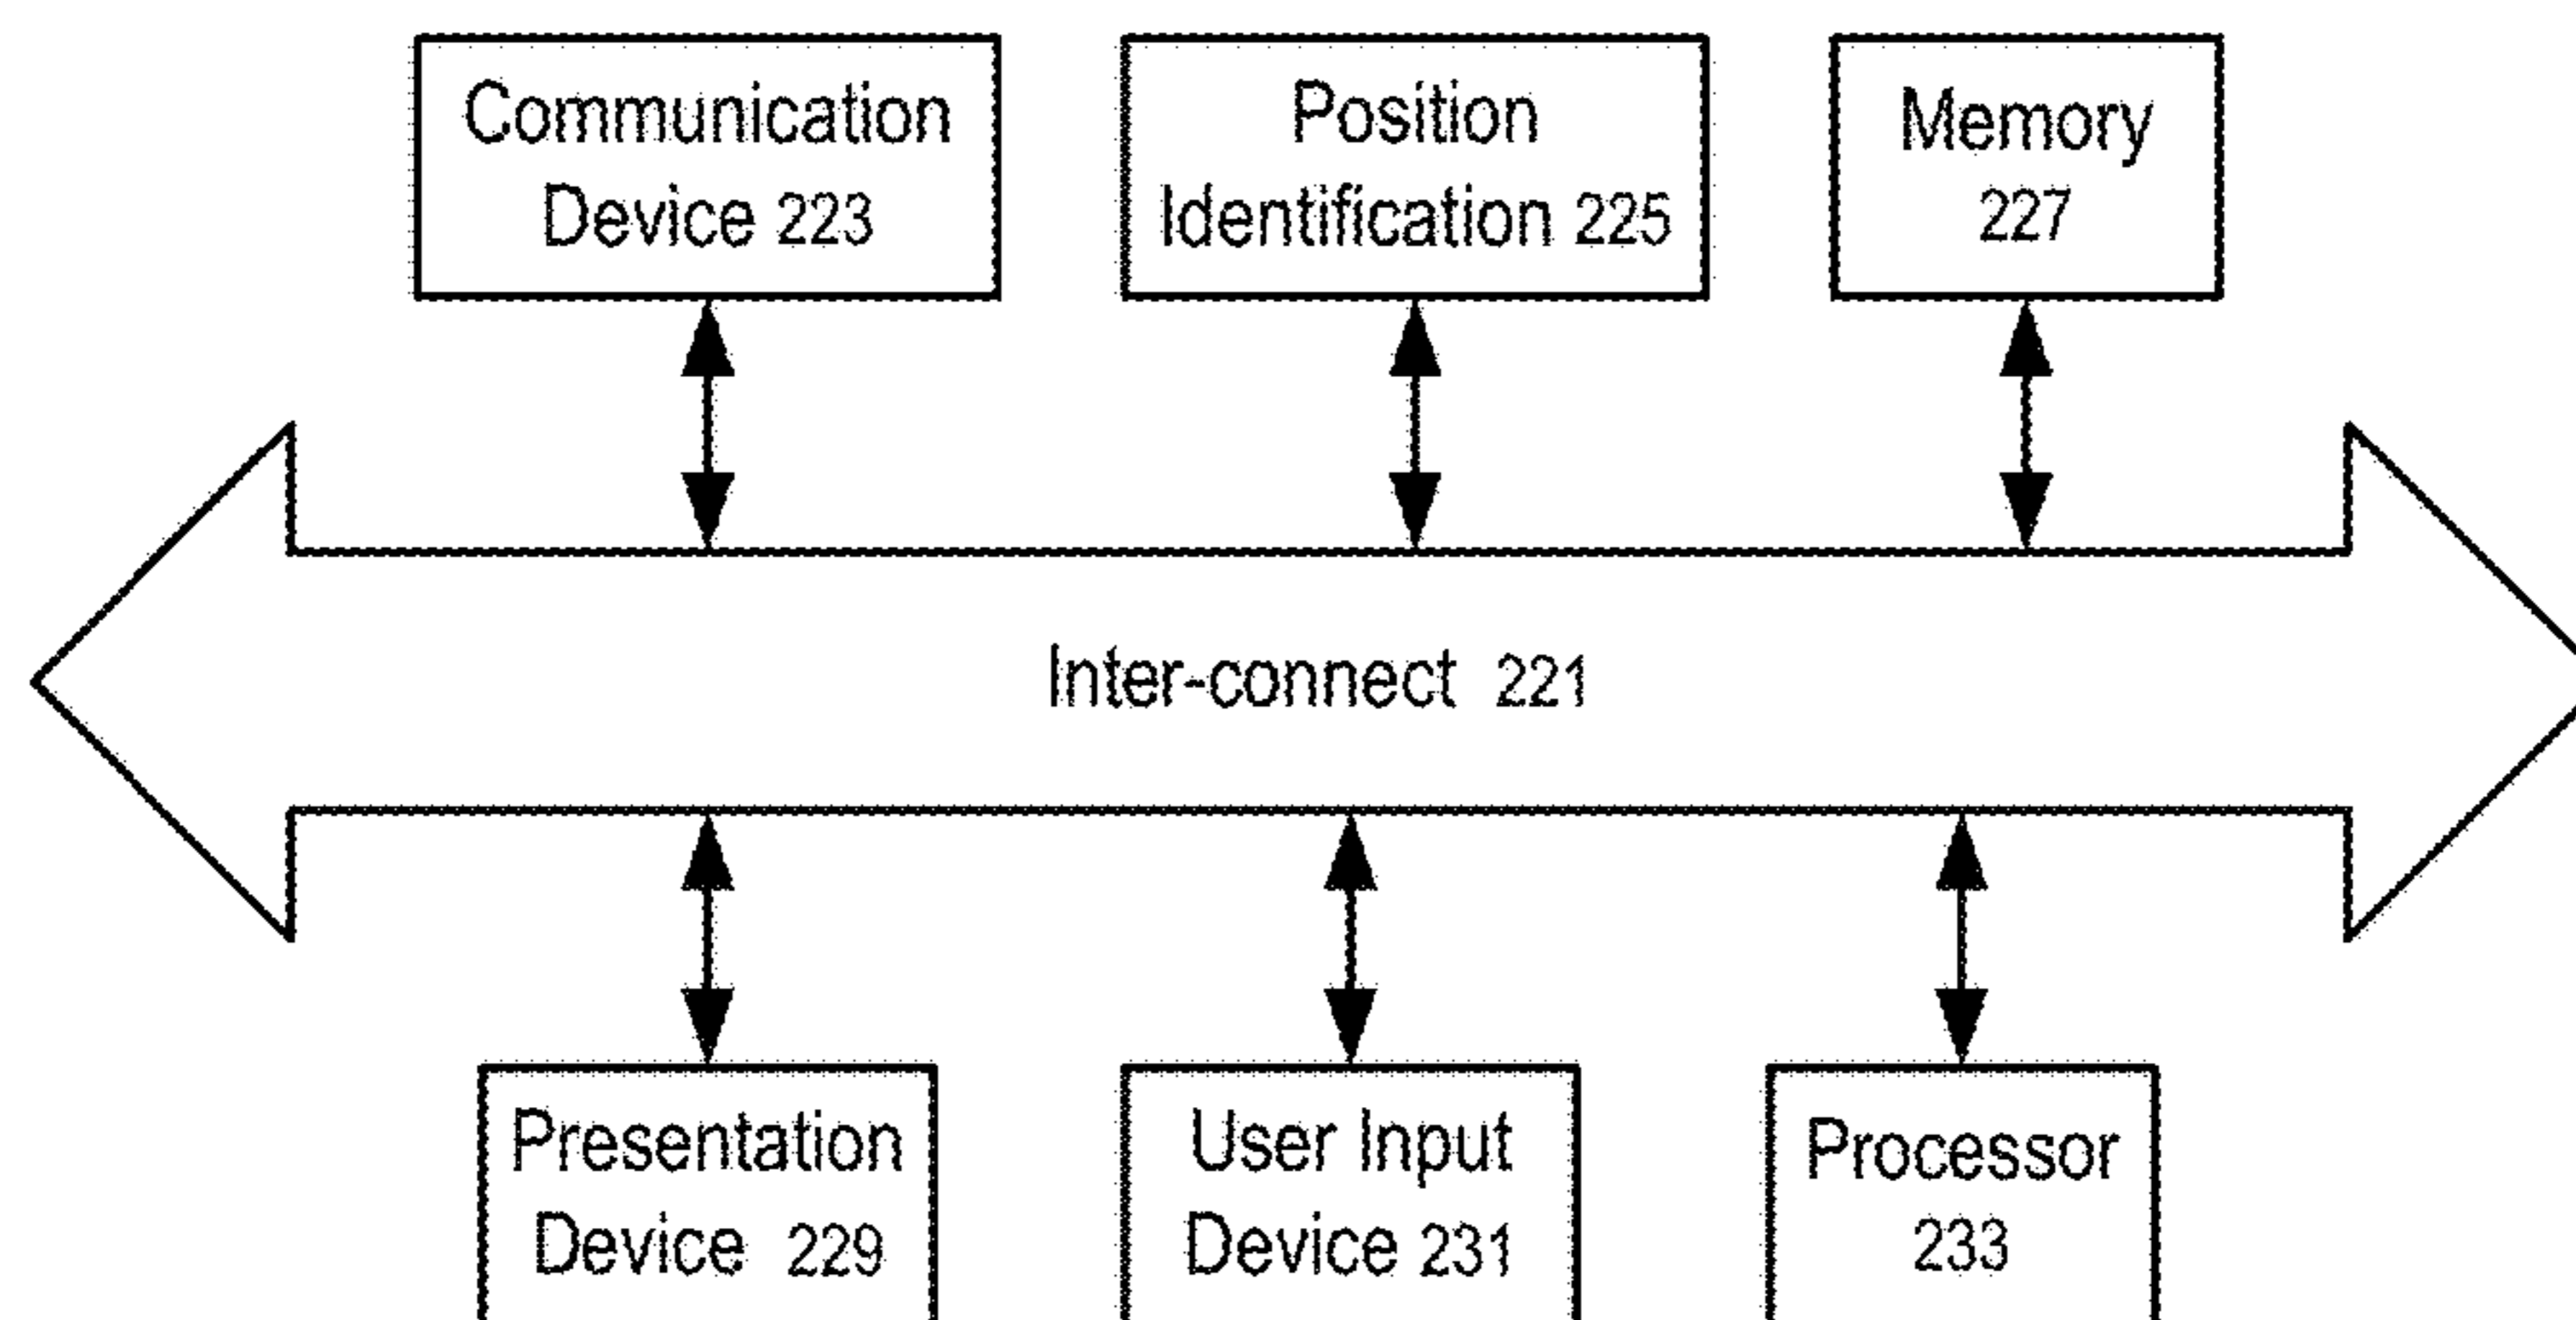 Communication
Device 223
Position
Identification 225
Memory
227
Inter-connect 221
Presentation
Device 229
User Input
Device 231
Processor
233